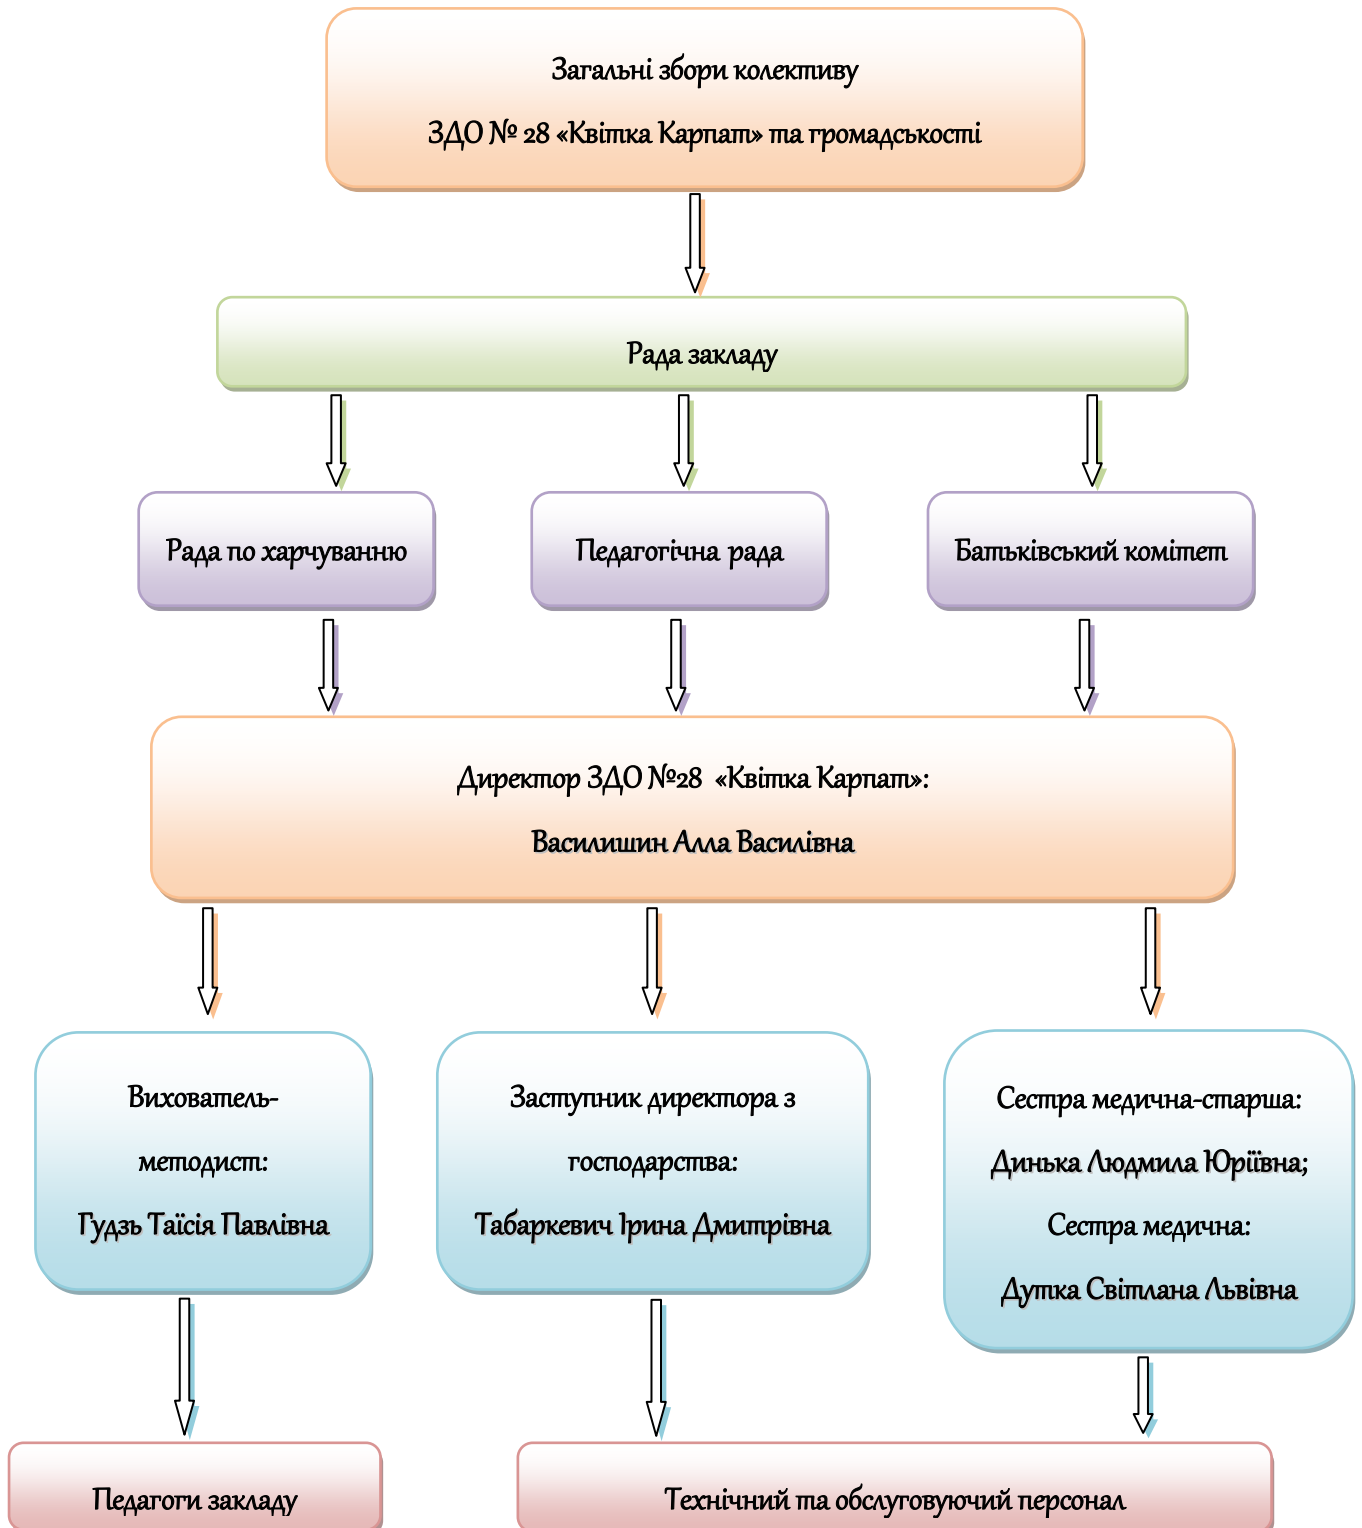 Загальні збори колективу
ЗДО № 28 «Квітка Карпат» та громадськості
Рада закладу
Рада по харчуванню
Педагогічна рада
Батьківський комітет
Директор ЗДО №28 «Квітка Карпат»:
Василишин Алла Василівна
Вихователь-
методист:
Гудзь Таїсія Павлівна
Заступник директора з
господарства:
Табаркевич Ірина Дмитрівна
Сестра медична-старша:
Динька Людмила Юріївна;
Сестра медична:
Дутка Світлана Львівна
Педагоги закладу
Технічний та обслуговуючий персонал